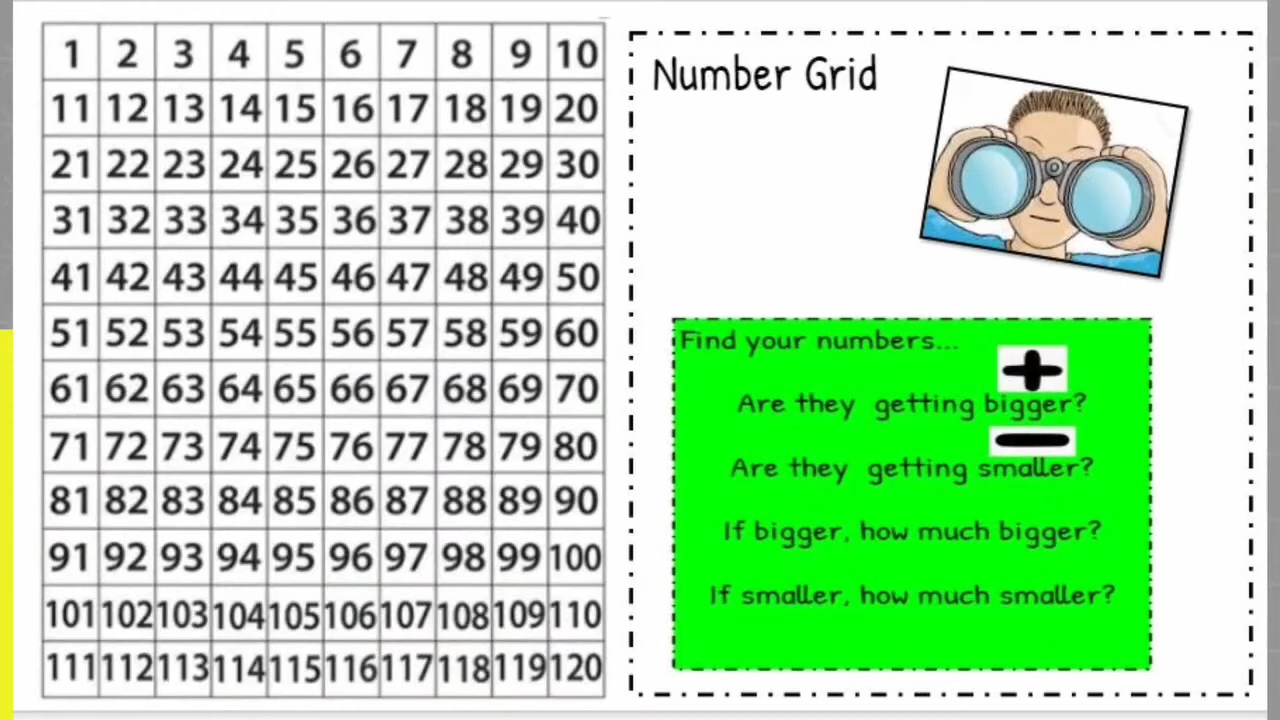 1 2 3 4 5 6 7 8 9 10
11 12 13 14 15 16 17 18 19 20
21 22 23 24 25 26 27 28 29 30
31 32 33 34 35 36 37 38 39 40
41 42 43 44 45 46 47 48 49 50
51 52 53 54 55 56 57 58 59 60
61 62 63 64 65 66 67 68 69 70
71 72 73 74 75 76 77 78 79 80
81 82 83 84 85 86 87 88 89 90
91 92 93 94 95 96 97 98 99 100
101 102 103 104 105 106 107 108 109 110
111 112 113 114 115 116 117 118 119 120
Number Grid
Find your numbers...
+
Are they getting bigger?
−
Are they getting smaller?
If bigger, how much bigger?
If smaller, how much smaller?